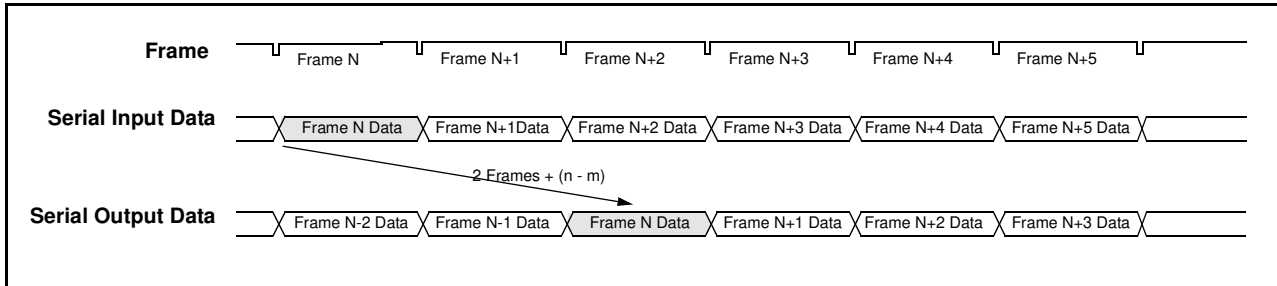 Frame
Frame N Frame N+1 Frame N+2 Frame N+3 Frame N+4 Frame N+5
Serial Input Data
Frame N Data Frame N+1Data Frame N+2 Data Frame N+3 Data Frame N+4 Data Frame N+5 Data
2 Frames + (n - m)
Serial Output Data
Frame N-2 Data Frame N-1 Data Frame N Data Frame N+1 Data Frame N+2 Data Frame N+3 Data